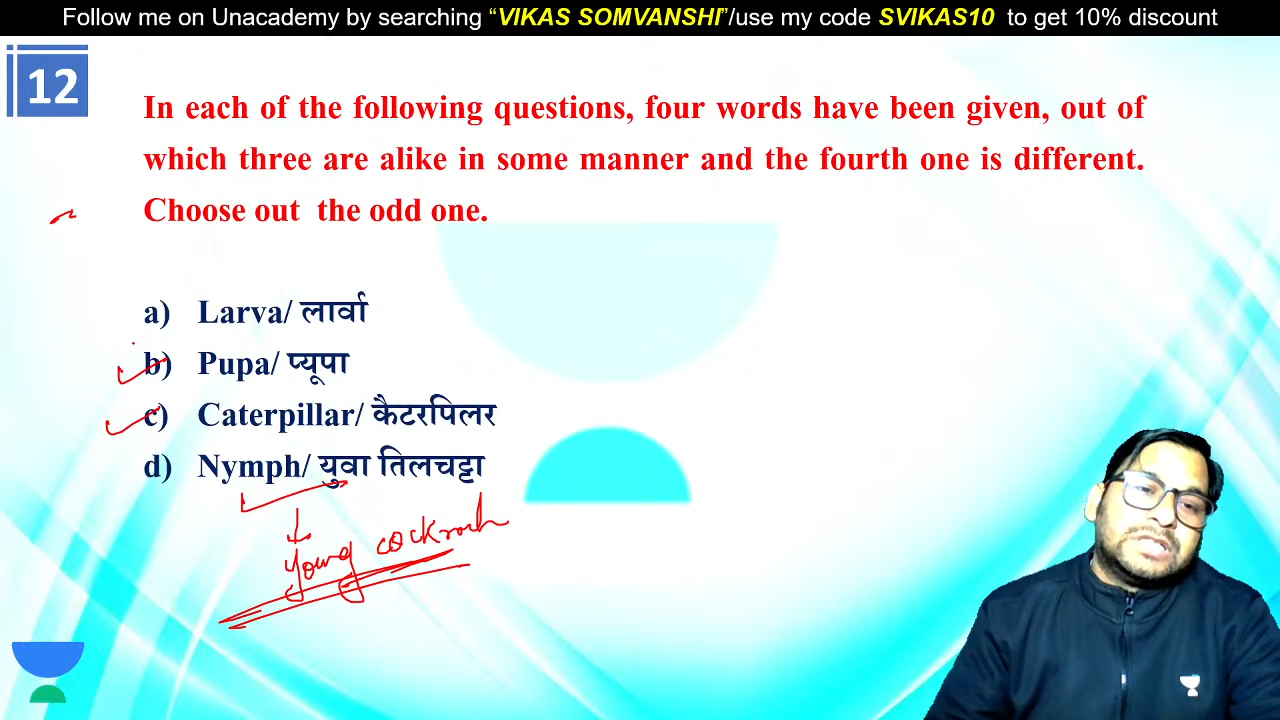 Follow me on Unacademy by searching “VIKAS SOMVANSHI”/use my code SVIKAS10 to get 10% discount
12
In each of the following questions, four words have been given, out of
which three are alike in some manner and the fourth one is different.
Choose out the odd one.
a) Larva/ लार्वा
b) Pupa/ प्यूपा
c) Caterpillar/ कैटरपिलर
d) Nymph/ युवा तिलचट्टा
young cockroch